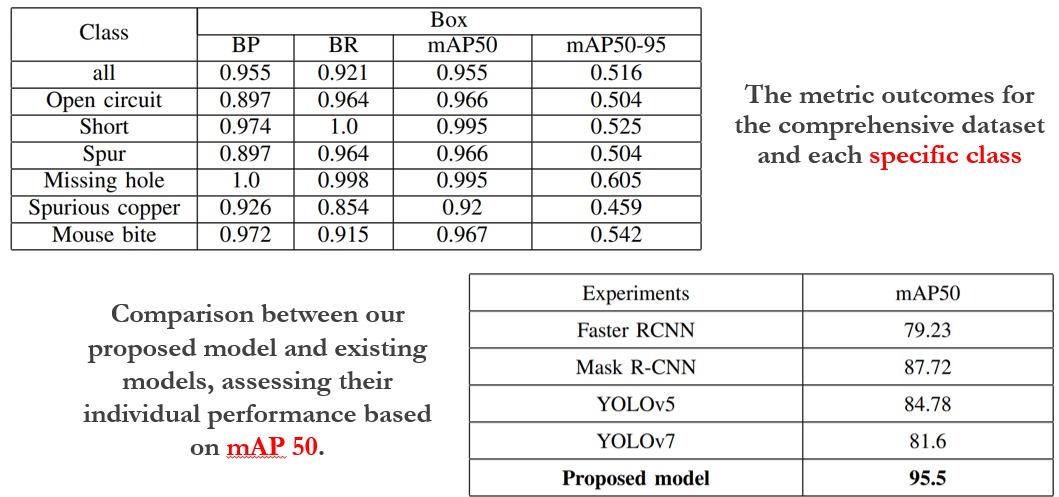 Class Box
BP BR mAP50 mAP50-95
all 0.955 0.921 0.955 0.516
Open circuit 0.897 0.964 0.966 0.504
Short 0.974 1.0 0.995 0.525
Spur 0.897 0.964 0.966 0.504
Missing hole 1.0 0.998 0.995 0.605
Spurious copper 0.926 0.854 0.92 0.459
Mouse bite 0.972 0.915 0.967 0.542
The metric outcomes for
the comprehensive dataset
and each specific class
Comparison between our
proposed model and existing
models, assessing their
individual performance based
on mAP 50.
Experiments mAP50
Faster RCNN 79.23
Mask R-CNN 87.72
YOLOv5 84.78
YOLOv7 81.6
Proposed model 95.5